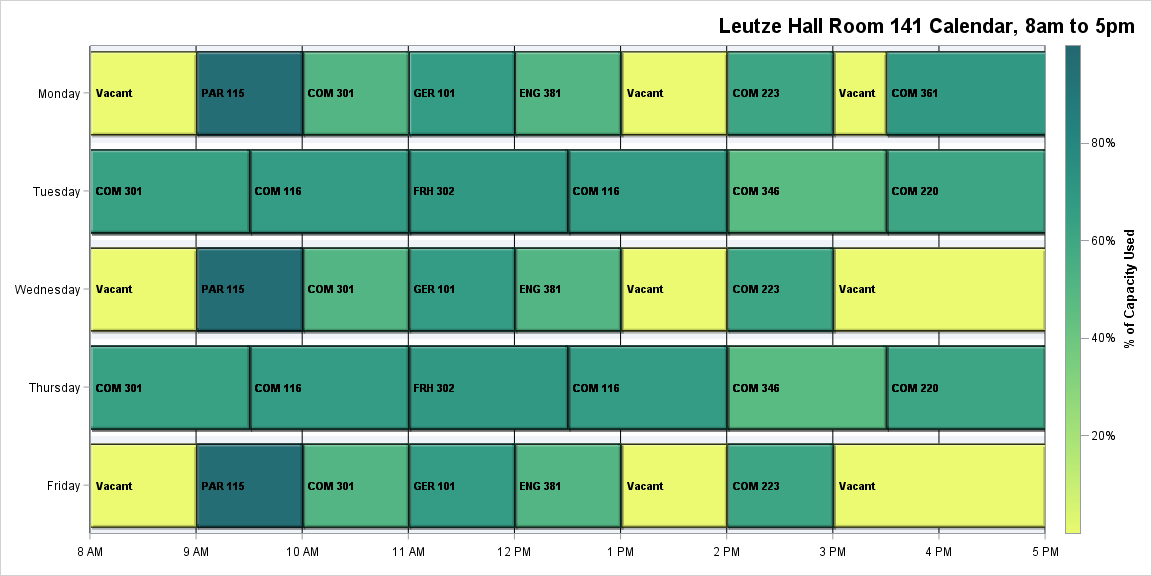 Leutze Hall Room 141 Calendar, 8am to 5pm
Monday
Vacant
PAR 115
COM 301
GER 101
ENG 381
Vacant
COM 223
Vacant
COM 361
Tuesday
COM 301
COM 116
FRH 302
COM 116
COM 346
COM 220
Wednesday
Vacant
PAR 115
COM 301
GER 101
ENG 381
Vacant
COM 223
Vacant
Thursday
COM 301
COM 116
FRH 302
COM 116
COM 346
COM 220
Friday
Vacant
PAR 115
COM 301
GER 101
ENG 381
Vacant
COM 223
Vacant
8 AM
9 AM
10 AM
11 AM
12 PM
1 PM
2 PM
3 PM
4 PM
5 PM
80%
60%
40%
20%
% of Capacity Used